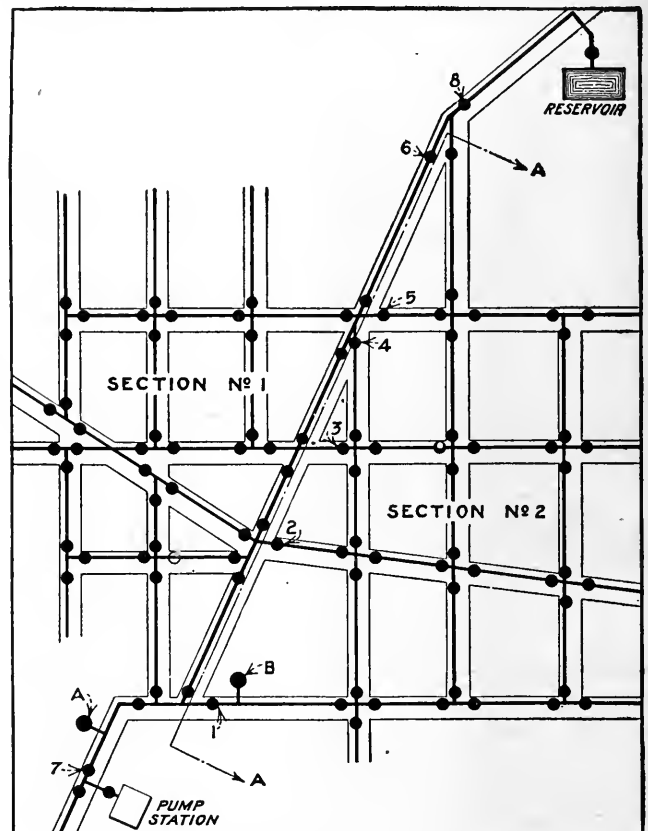 8
RESERVOIR
6
A
5
4
SECTION Nº 1
3
SECTION Nº 2
2
B
A
1
A
7
PUMP
STATION